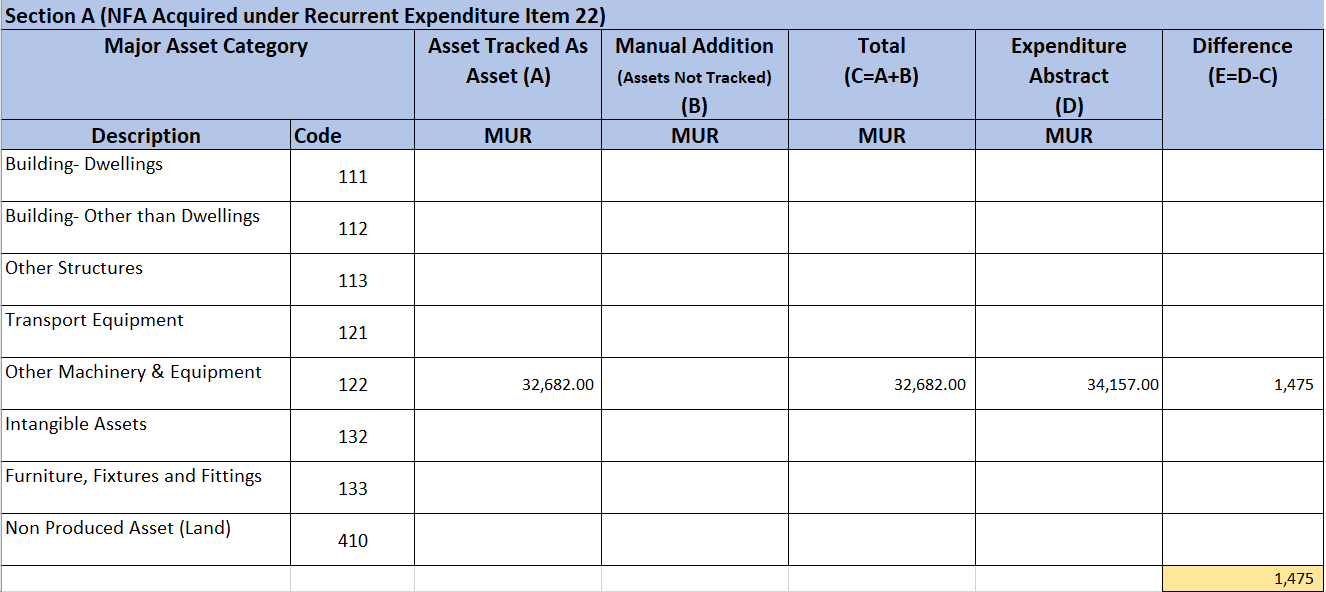 Section A (NFA Acquired under Recurrent Expenditure Item 22)
Major Asset Category Asset Tracked As Asset (A) Manual Addition (Assets Not Tracked) (B) Total (C=A+B) Expenditure Abstract (D) Difference (E=D-C)
Description Code MUR MUR MUR MUR
Building- Dwellings 111
Building- Other than Dwellings 112
Other Structures 113
Transport Equipment 121
Other Machinery & Equipment 122 32,682.00 32,682.00 34,157.00 1,475
Intangible Assets 132
Furniture, Fixtures and Fittings 133
Non Produced Asset (Land) 410
1,475